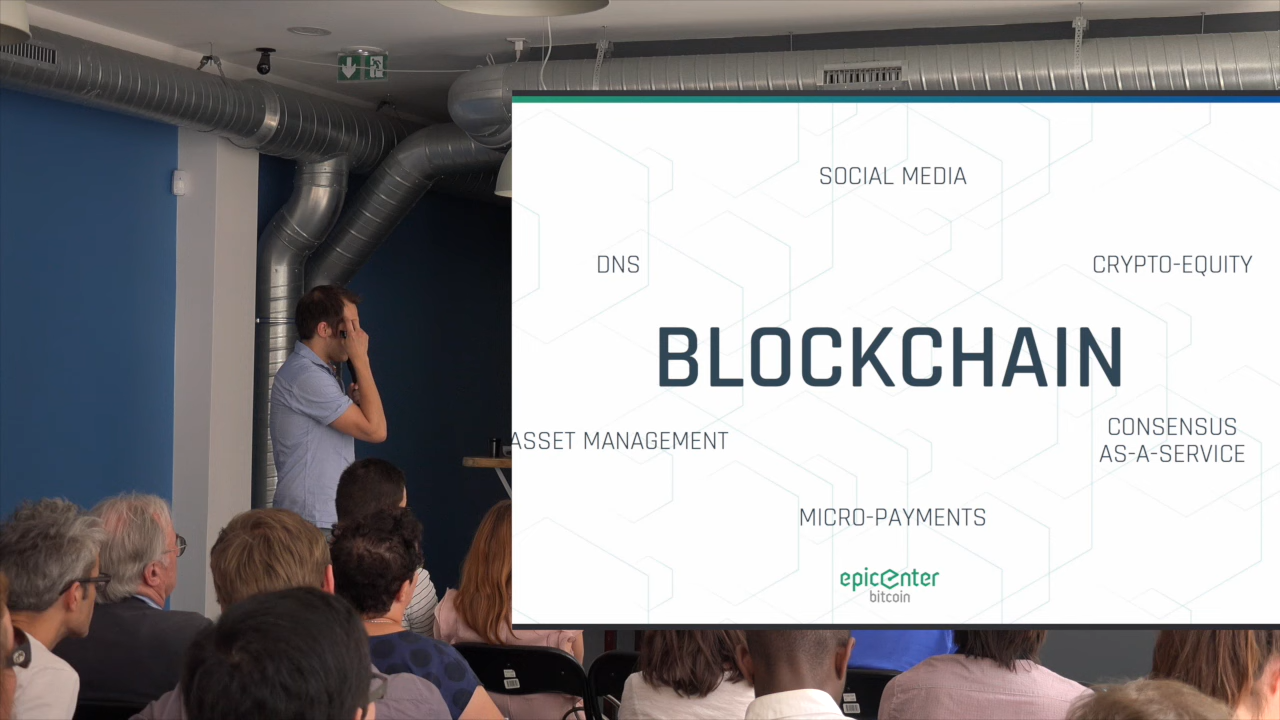 SOCIAL MEDIA
DNS
CRYPTO-EQUITY
BLOCKCHAIN
ASSET MANAGEMENT
CONSENSUS
AS-A-SERVICE
MICRO-PAYMENTS
epicenter
bitcoin